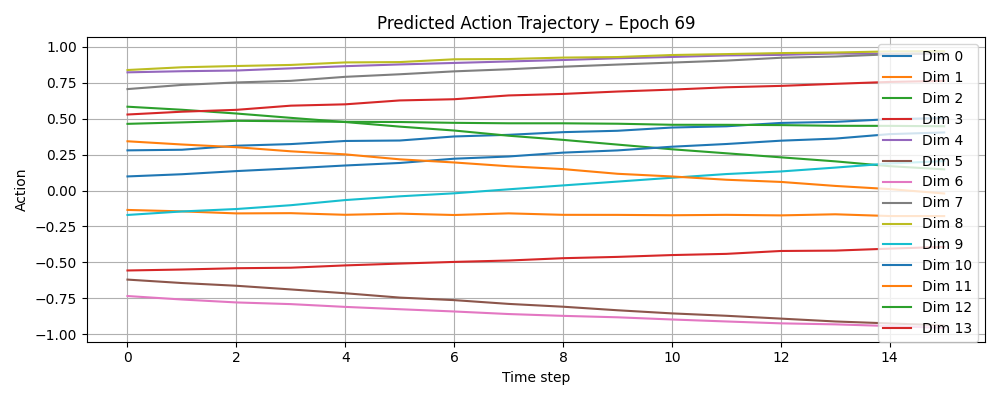 Predicted Action Trajectory – Epoch 69
Action
1.00
0.75
0.50
0.25
0.00
−0.25
−0.50
−0.75
−1.00
0 2 4 6 8 10 12 14
Time step
Dim 0
Dim 1
Dim 2
Dim 3
Dim 4
Dim 5
Dim 6
Dim 7
Dim 8
Dim 9
Dim 10
Dim 11
Dim 12
Dim 13